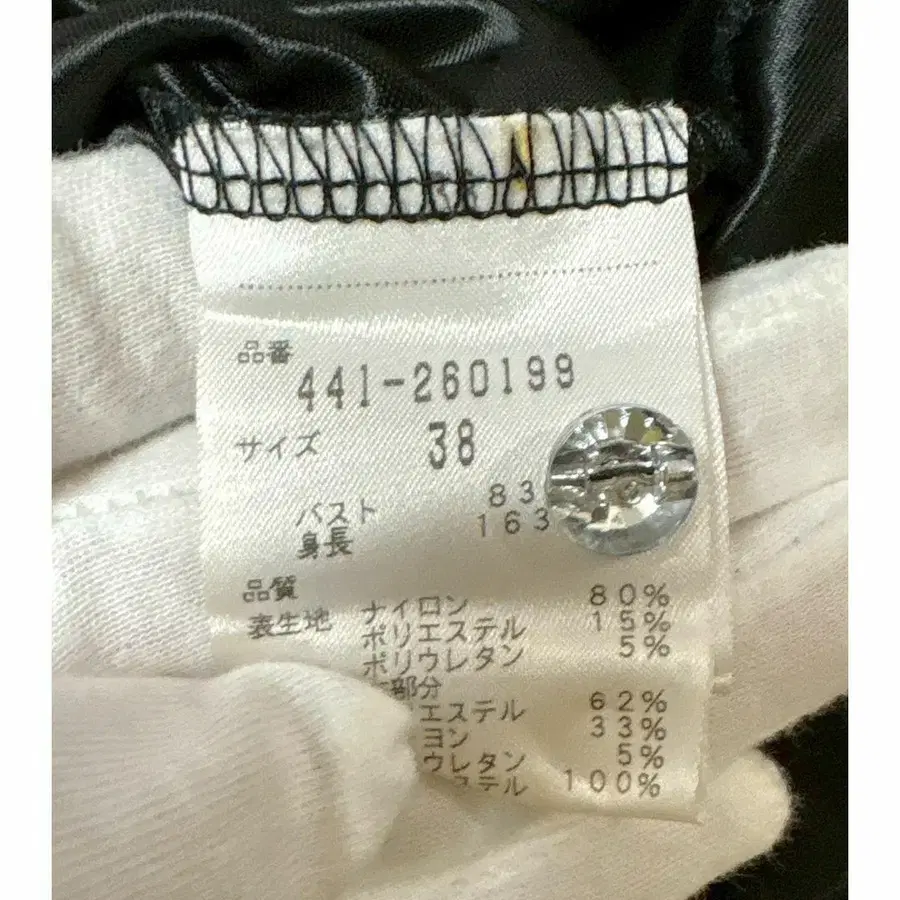 品番
441-260199
サイズ 38
バスト 83
身長 163
品質
表生地 ナイロン 80%
ポリエステル 15%
ポリウレタン 5%
部分
エステル 62%
ヨン 33%
ウレタン 5%
ステル 100%